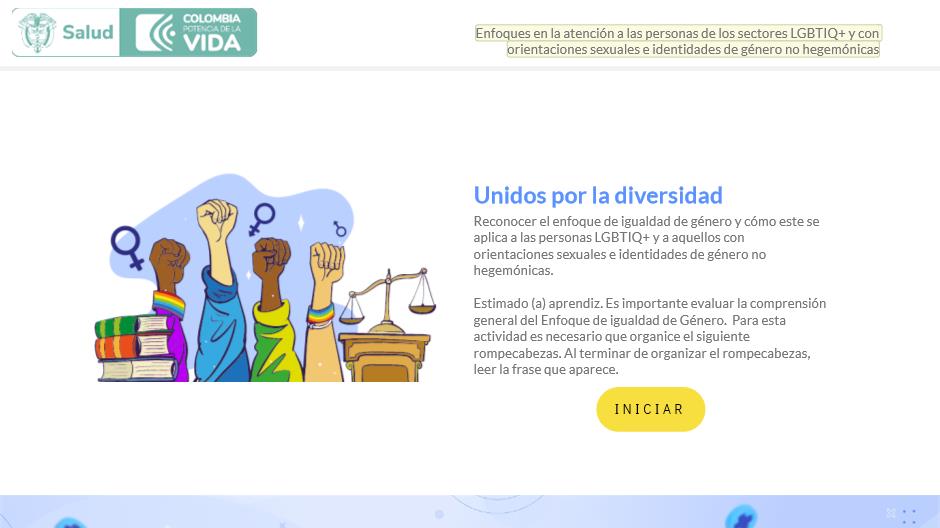 Salud
COLOMBIA
POTENCIA DE LA
VIDA
Enfoques en la atención a las personas de los sectores LGBTIQ+ y con
orientaciones sexuales e identidades de género no hegemónicas
Unidos por la diversidad
Reconocer el enfoque de igualdad de género y cómo este se
aplica a las personas LGBTIQ+ y a aquellos con
orientaciones sexuales e identidades de género no
hegemónicas.
Estimado (a) aprendiz. Es importante evaluar la comprensión
general del Enfoque de igualdad de Género. Para esta
actividad es necesario que organice el siguiente
rompecabezas. Al terminar de organizar el rompecabezas,
leer la frase que aparece.
INICIAR